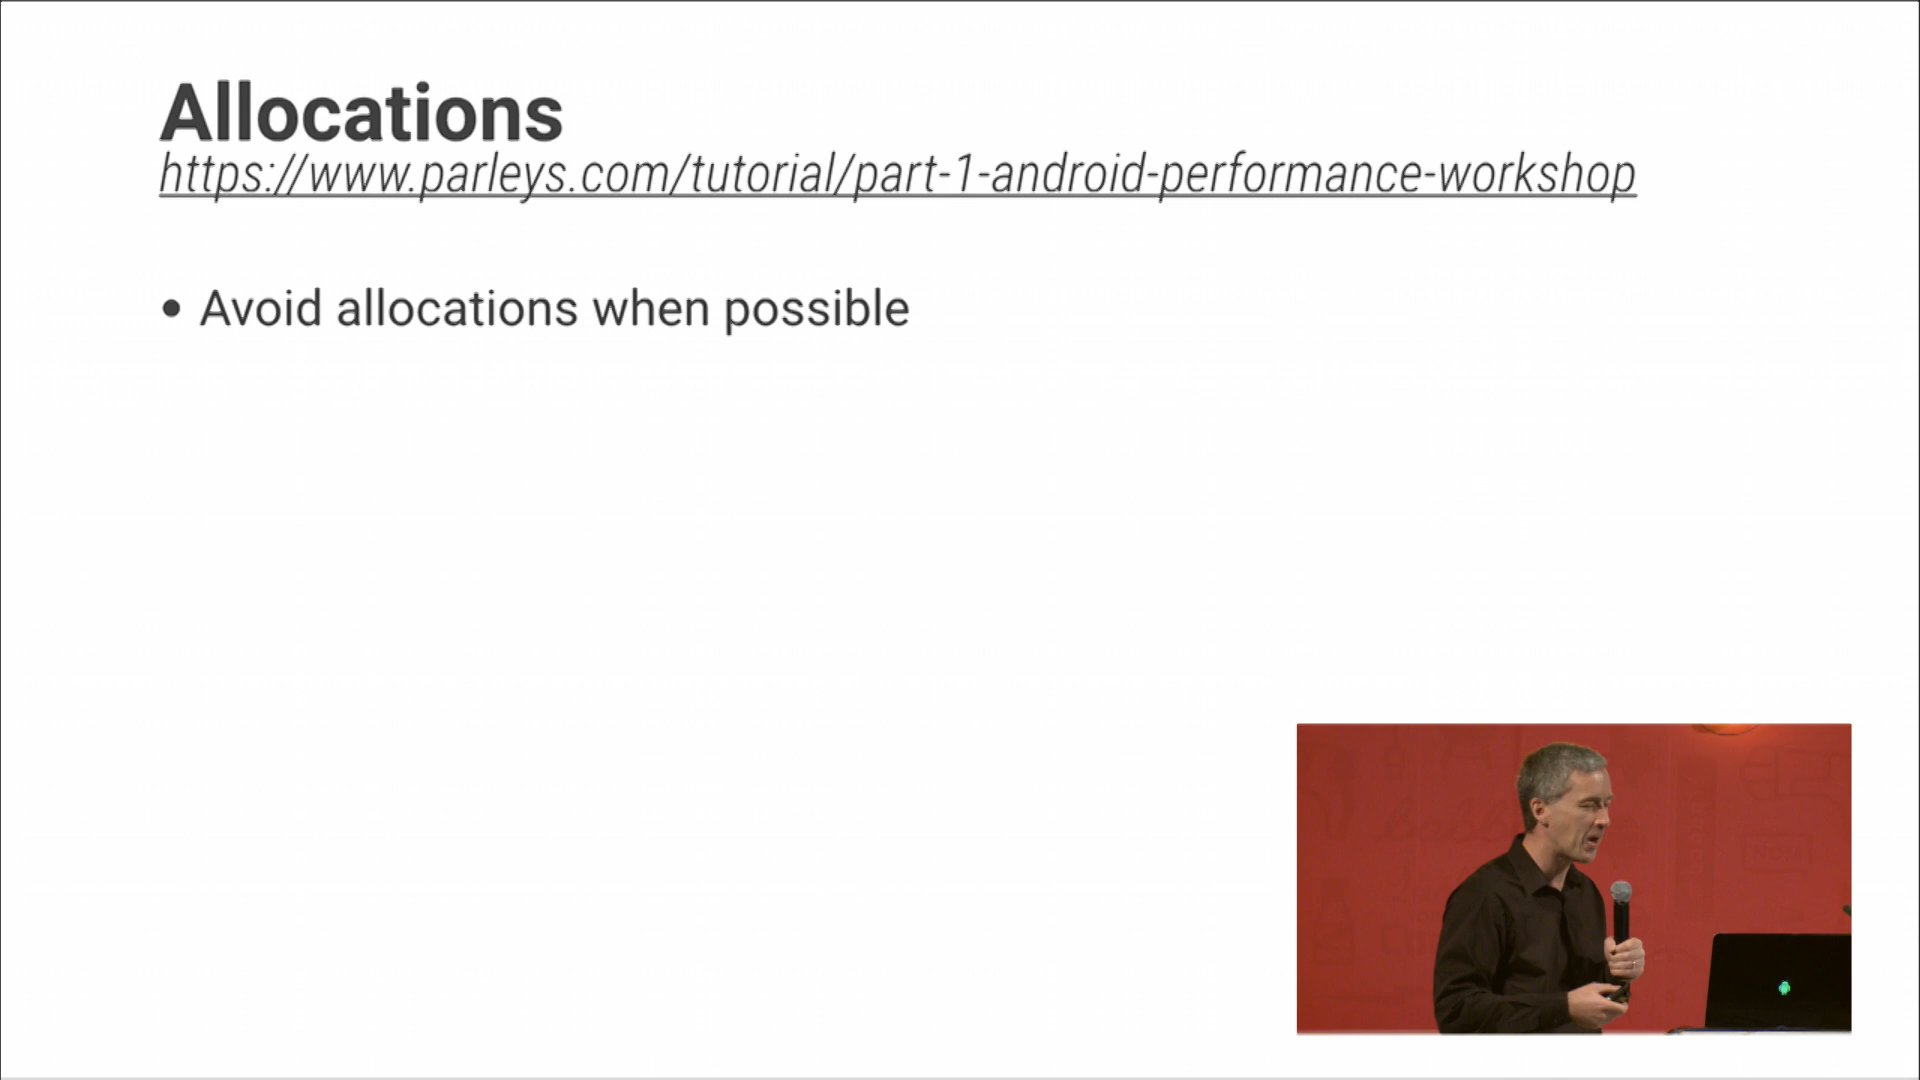 Allocations
https://www.parleys.com/tutorial/part-1-android-performance-workshop
• Avoid allocations when possible